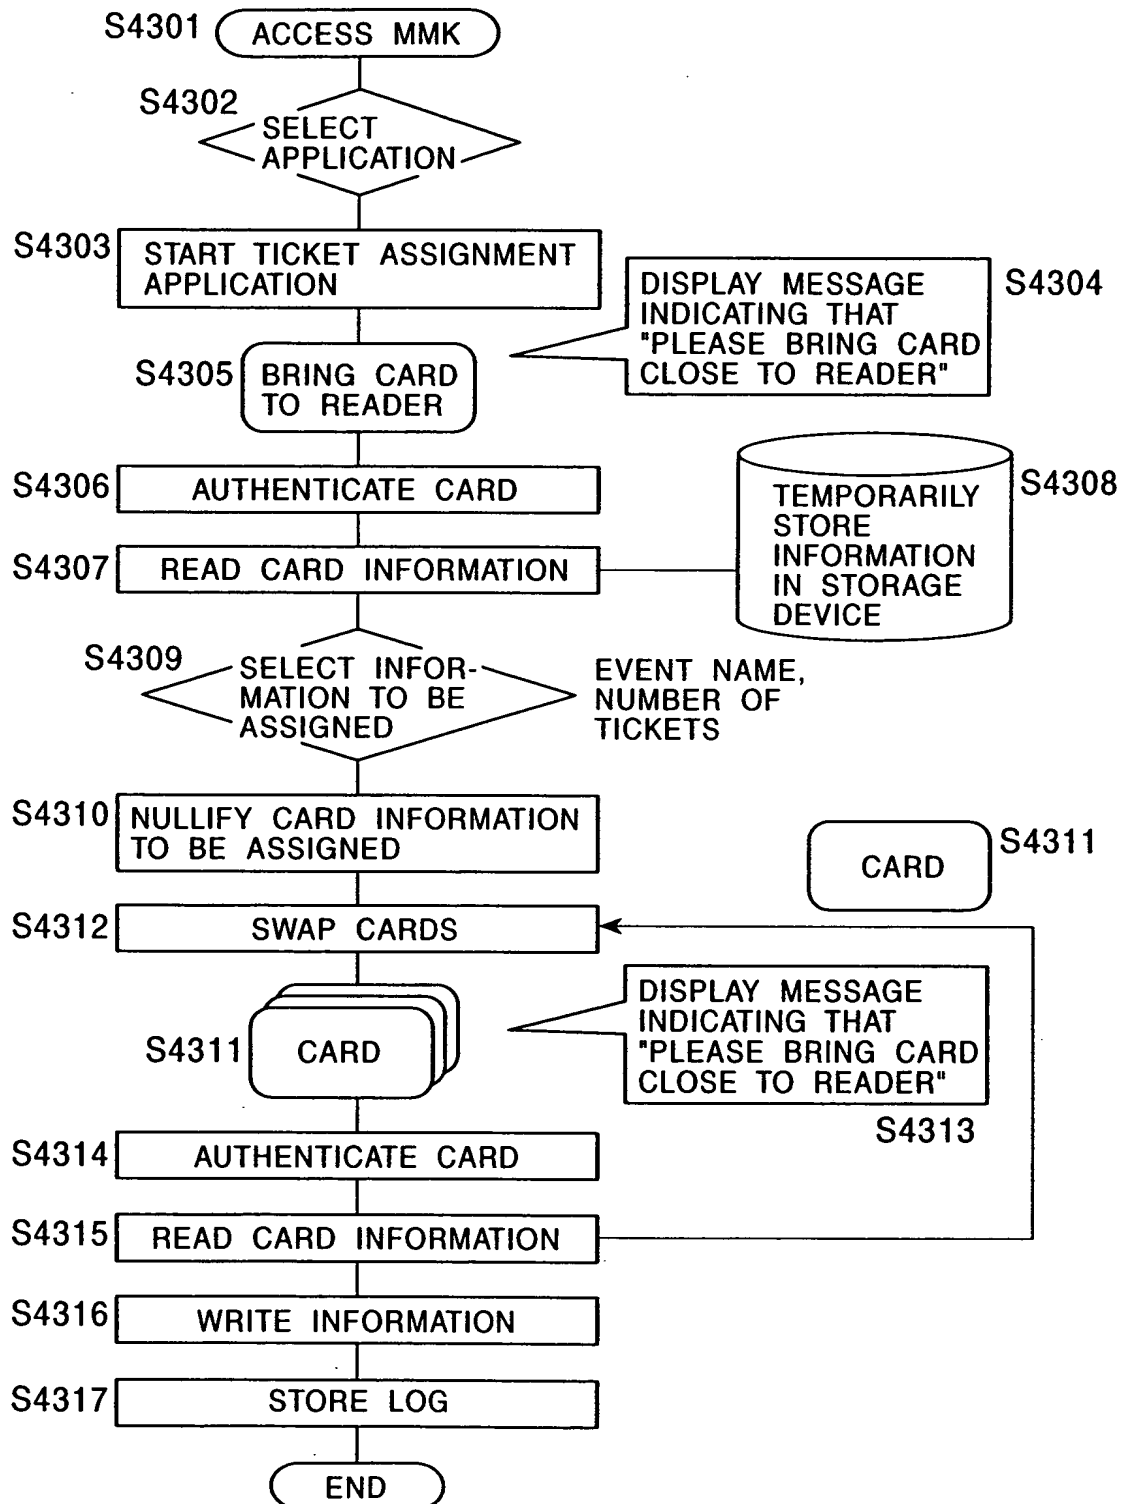 S4301
ACCESS MMK
S4302
SELECT
APPLICATION
S4303
START TICKET ASSIGNMENT
APPLICATION
DISPLAY MESSAGE
INDICATING THAT
"PLEASE BRING CARD
CLOSE TO READER"
S4304
S4305
BRING CARD
TO READER
S4306
AUTHENTICATE CARD
S4307
READ CARD INFORMATION
TEMPORARILY
STORE
INFORMATION
IN STORAGE
DEVICE
S4308
S4309
SELECT INFOR-
MATION TO BE
ASSIGNED
EVENT NAME,
NUMBER OF
TICKETS
S4310
NULLIFY CARD INFORMATION
TO BE ASSIGNED
CARD
S4311
S4312
SWAP CARDS
S4311
CARD
DISPLAY MESSAGE
INDICATING THAT
"PLEASE BRING CARD
CLOSE TO READER"
S4313
S4314
AUTHENTICATE CARD
S4315
READ CARD INFORMATION
S4316
WRITE INFORMATION
S4317
STORE LOG
END